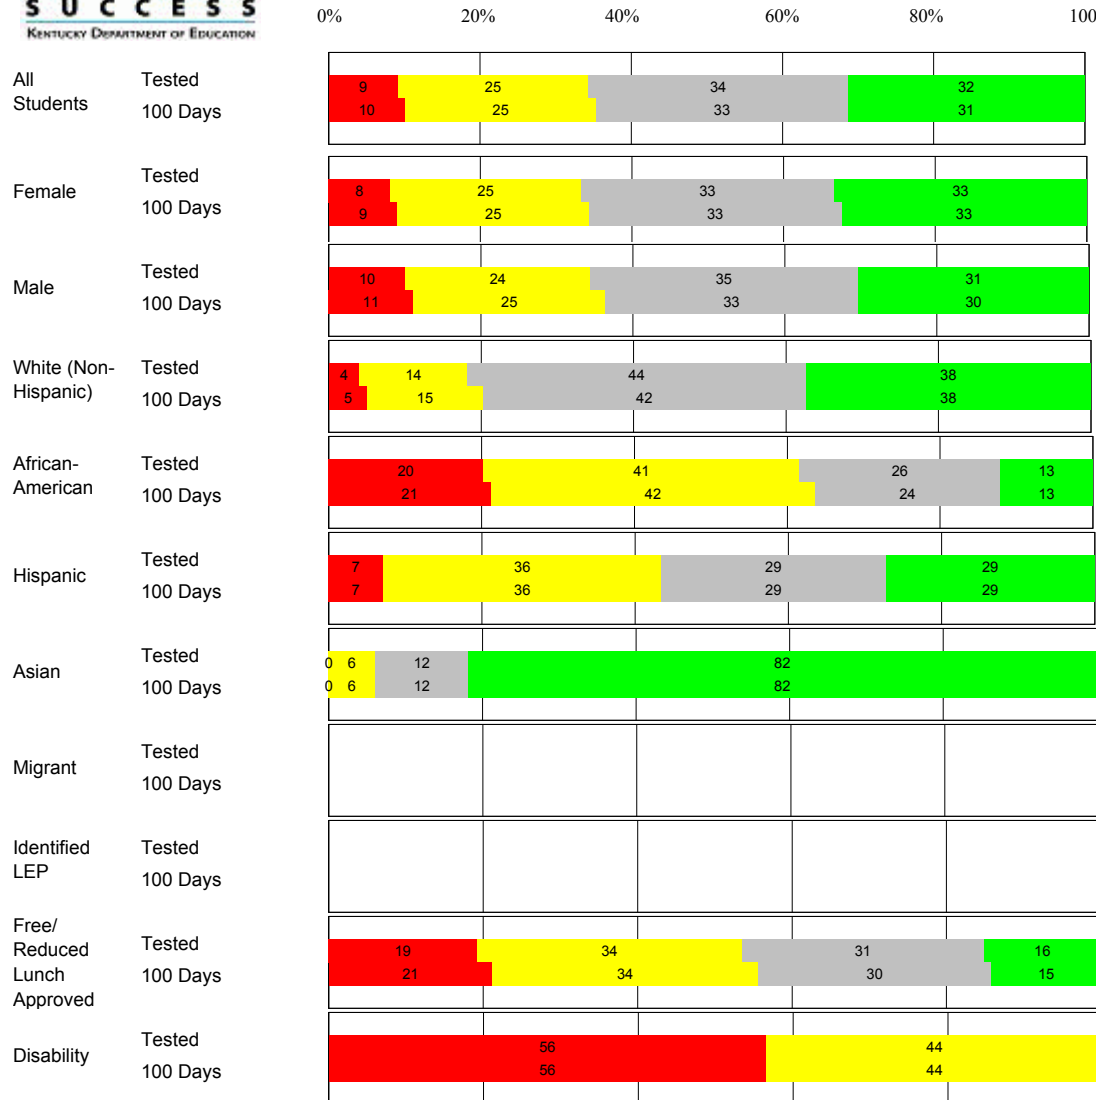 SUCCESS
KENTUCKY DEPARTMENT OF EDUCATION
0% 20% 40% 60% 80% 100
All Students
Tested 9 25 34 32
100 Days 10 25 33 31
Female
Tested 8 25 33 33
100 Days 9 25 33 33
Male
Tested 10 24 35 31
100 Days 11 25 33 30
White (Non-
Hispanic)
Tested 4 14 44 38
100 Days 5 15 42 38
African-
American
Tested 20 41 26 13
100 Days 21 42 24 13
Hispanic
Tested 7 36 29 29
100 Days 7 36 29 29
Asian
Tested 0 6 12 82
100 Days 0 6 12 82
Migrant
Tested
100 Days
Identified
LEP
Tested
100 Days
Free/
Reduced
Lunch
Approved
Tested 19 34 31 16
100 Days 21 34 30 15
Disability
Tested 56 44
100 Days 56 44